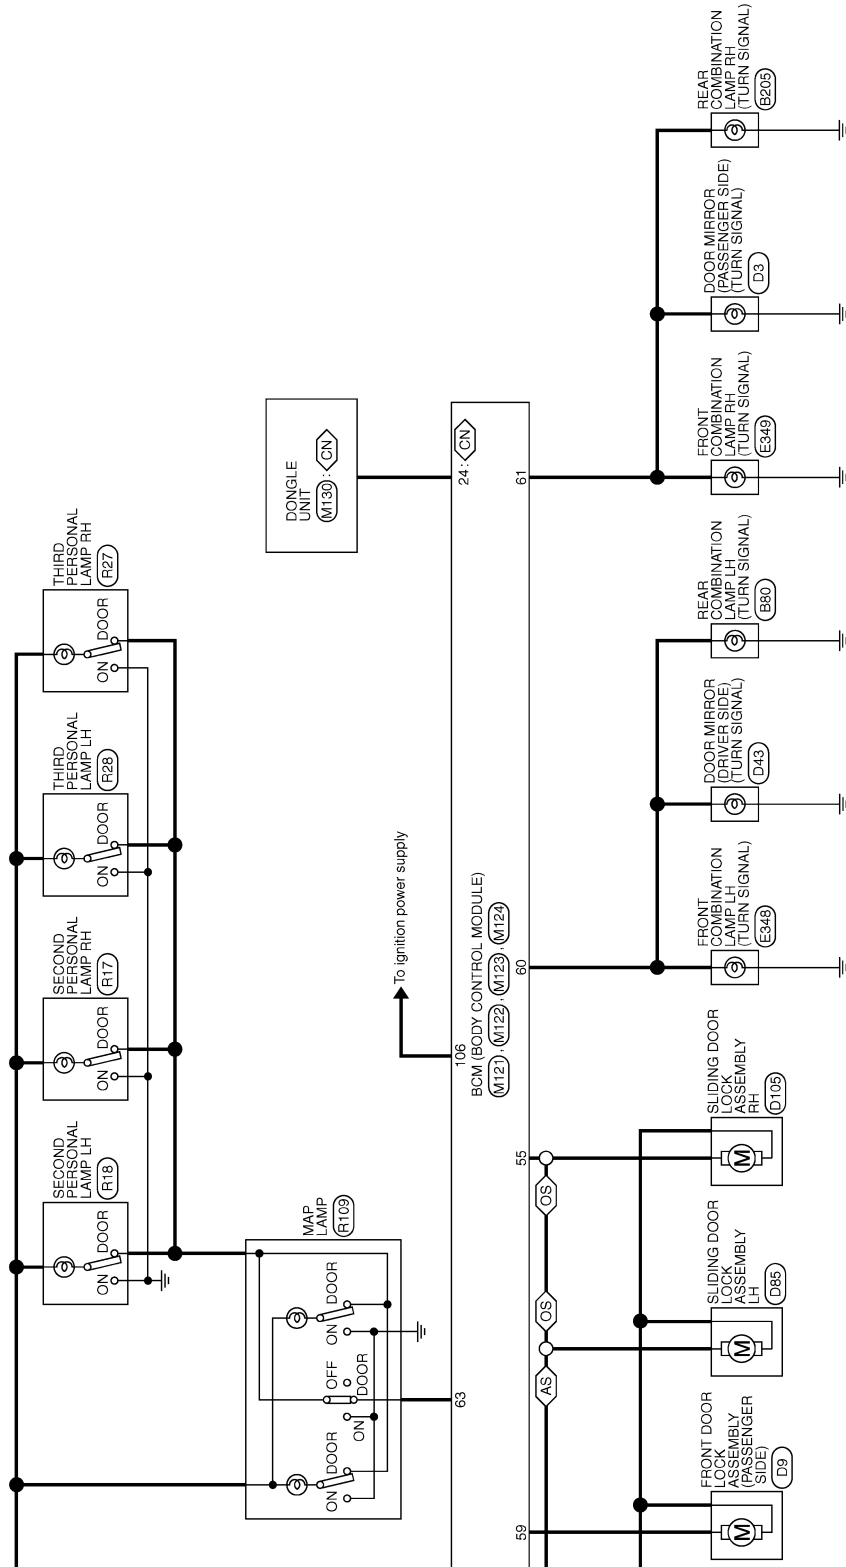 SECOND
PERSONAL
LAMP LH
R18
ON
DOOR
SECOND
PERSONAL
LAMP RH
R17
ON
DOOR
THIRD
PERSONAL
LAMP LH
R28
ON
DOOR
THIRD
PERSONAL
LAMP RH
R27
ON
DOOR
MAP
LAMP
R109
ON
DOOR
ON
OFF
DOOR
ON
DOOR
DONGLE
UNIT
M130 : CN
To ignition power supply
63
106
24 : CN
BCM (BODY CONTROL MODULE)
M121 , M122 , M123 , M124
59
55
60
61
AS
OS
OS
FRONT DOOR
LOCK
ASSEMBLY
(PASSENGER
SIDE)
D9
SLIDING DOOR
LOCK
ASSEMBLY
LH
D85
SLIDING DOOR
LOCK
ASSEMBLY
RH
D105
FRONT
COMBINATION
LAMP LH
(TURN SIGNAL)
E348
DOOR MIRROR
(DRIVER SIDE)
(TURN SIGNAL)
D43
REAR
COMBINATION
LAMP LH
(TURN SIGNAL)
B80
FRONT
COMBINATION
LAMP RH
(TURN SIGNAL)
E349
DOOR MIRROR
(PASSENGER SIDE)
(TURN SIGNAL)
D3
REAR
COMBINATION
LAMP RH
(TURN SIGNAL)
B205
M
M
M